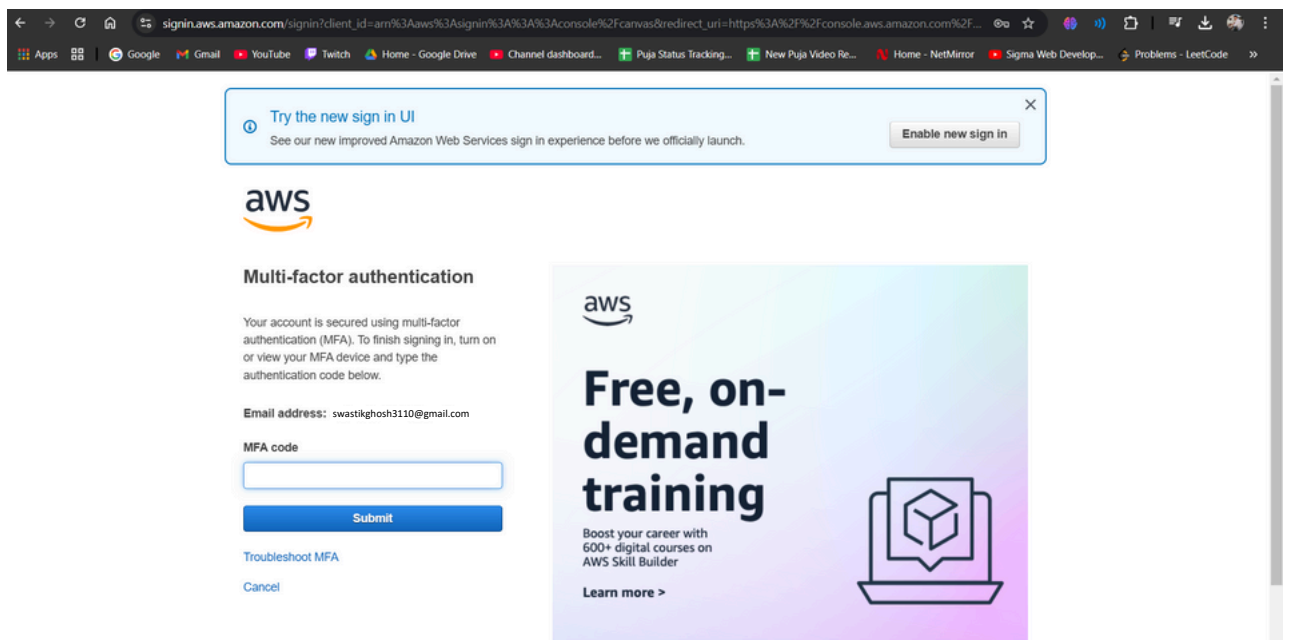 signin.aws.amazon.com/signin?client_id=arn%3Aaws%3Asignin%3A%3A%3Aconsole%2Fcanvas&redirect_uri=https%3A%2F%2Fconsole.aws.amazon.com%2F...
Apps Google Gmail YouTube Twitch Home - Google Drive Channel dashboard... Puja Status Tracking... New Puja Video Re... Home - NetMirror Sigma Web Develop... Problems - LeetCode »
Try the new sign in UI
See our new improved Amazon Web Services sign in experience before we officially launch.
Enable new sign in
aws
Multi-factor authentication
Your account is secured using multi-factor
authentication (MFA). To finish signing in, turn on
or view your MFA device and type the
authentication code below.
Email address: swastikghosh3110@gmail.com
MFA code
Submit
Troubleshoot MFA
Cancel
aws
Free, on-
demand
training
Boost your career with
600+ digital courses on
AWS Skill Builder
Learn more >